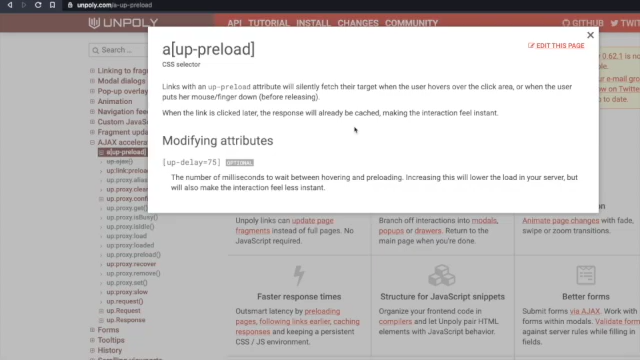 unpoly.com/a-up-preload
UNPOLY
API TUTORIAL INSTALL CHANGES COMMUNITY
GITHUB
Search...
Linking to fragments
Modal dialogs
Pop-up overlays
Animation
Navigation feed
Custom JavaScript
Fragment update
AJAX accelera
a[up-preload]
up.ajax()
up.link.preload
up.proxy.alias
up.proxy.clear
up.proxy.config
up.proxy.get()
up.proxy.isBusy()
up.proxy.isIdle()
up:proxy:load
up:proxy:loaded
up.proxy.preload()
up:proxy:recover
up.proxy.remove()
up.proxy.set()
up:proxy:slow
up.request()
up.Request
up.Response
Forms
Tooltips
History
a[up-preload]
CSS selector
EDIT THIS PAGE
Links with an up-preload attribute will silently fetch their target when the user hovers over the click area, or when the user
puts her mouse/finger down (before releasing).
When the link is clicked later, the response will already be cached, making the interaction feel instant.
Modifying attributes
[up-delay=75] OPTIONAL
The number of milliseconds to wait between hovering and preloading. Increasing this will lower the load in your server, but
will also make the interaction feel less instant.
0.62.1 is
our e-mail gro
w on Twitter
Unpoly links can update page
fragments instead of full pages. No
JavaScript required.
Branch off interactions into modals,
popups or drawers. Return to the
main page when you're done.
on
Animate page changes with fade,
swipe or zoom transitions.
Faster response times
Outsmart latency by preloading
pages, following links earlier, caching
responses and keeping a persistent
CSS / JS environment.
Structure for JavaScript snippets
Organize your frontend code in
compilers and let Unpoly pair HTML
elements with JavaScript behavior.
Better forms
Submit forms via AJAX. Work with
forms within modals. Validate forms
against server rules while filling in
fields.